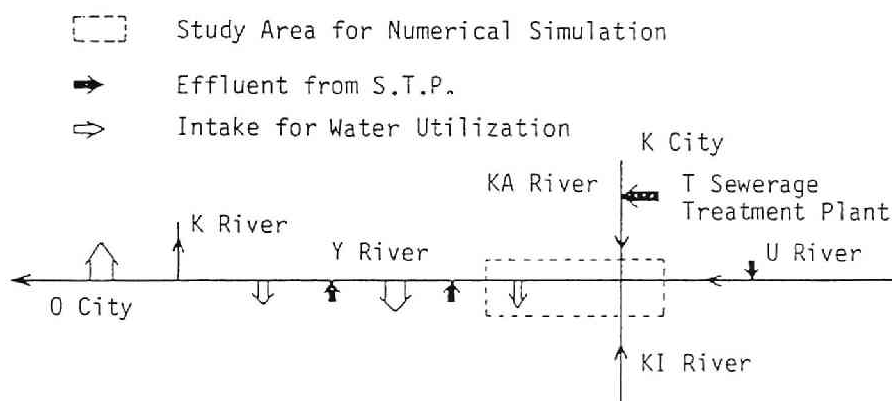 Study Area for Numerical Simulation
Effluent from S.T.P.
Intake for Water Utilization
K City
KA River
T Sewerage
Treatment Plant
K River
Y River
U River
O City
KI River